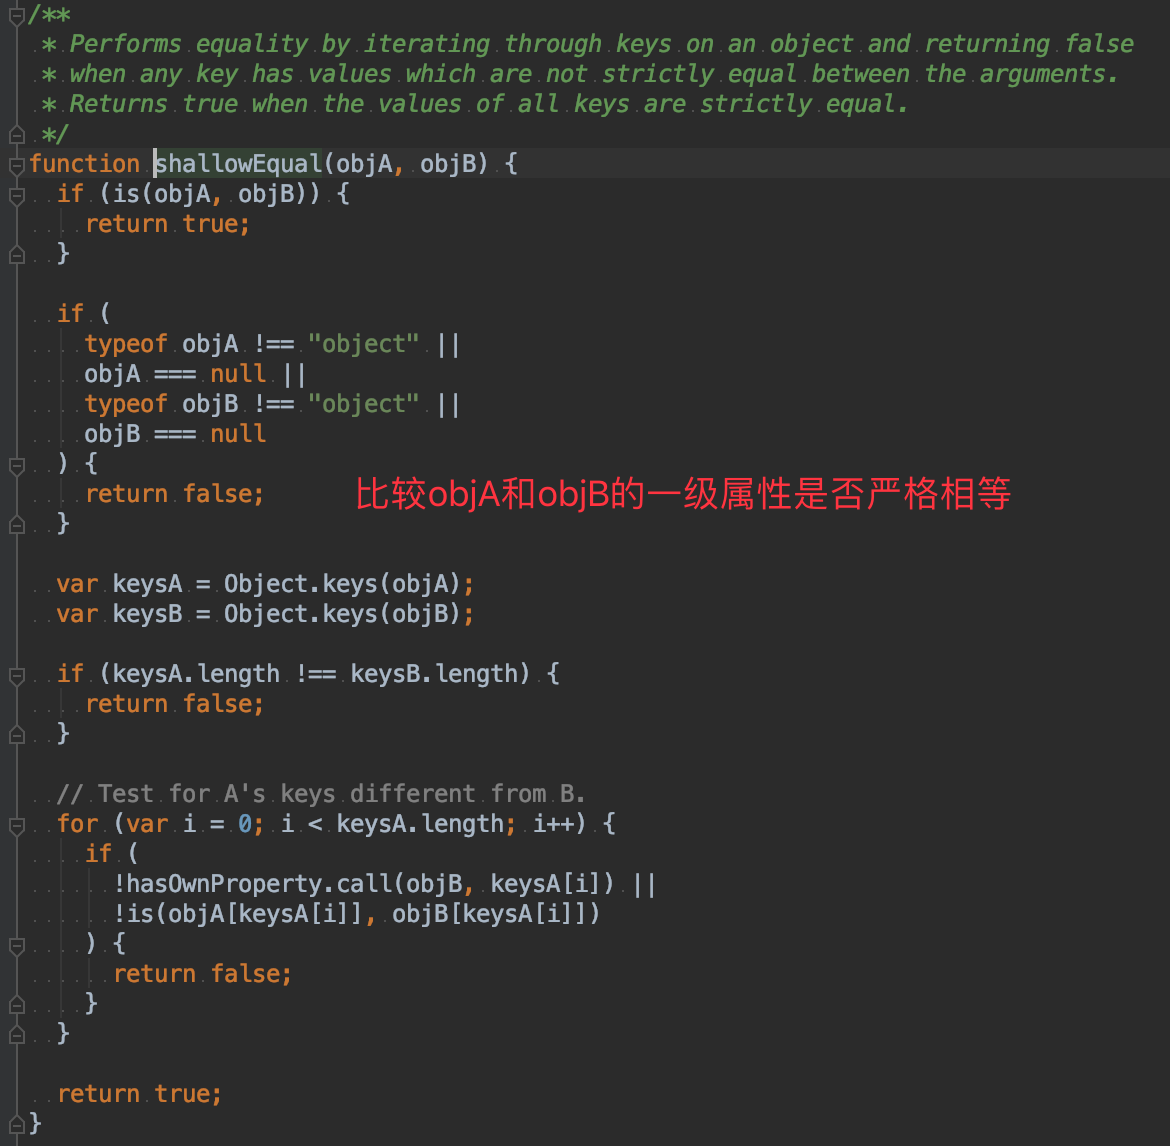 /**
 * Performs equality by iterating through keys on an object and returning false
 * when any key has values which are not strictly equal between the arguments.
 * Returns true when the values of all keys are strictly equal.
 */
function shallowEqual(objA, objB) {
  if (is(objA, objB)) {
    return true;
  }
  if (
    typeof objA !== "object" ||
    objA === null ||
    typeof objB !== "object" ||
    objB === null
  ) {
    return false;
比较objA和objB的一级属性是否严格相等
  }
  var keysA = Object.keys(objA);
  var keysB = Object.keys(objB);
  if (keysA.length !== keysB.length) {
    return false;
  }
  // Test for A's keys different from B.
  for (var i = 0; i < keysA.length; i++) {
    if (
      !hasOwnProperty.call(objB, keysA[i]) ||
      !is(objA[keysA[i]], objB[keysA[i]])
    ) {
      return false;
    }
  }
  return true;
}